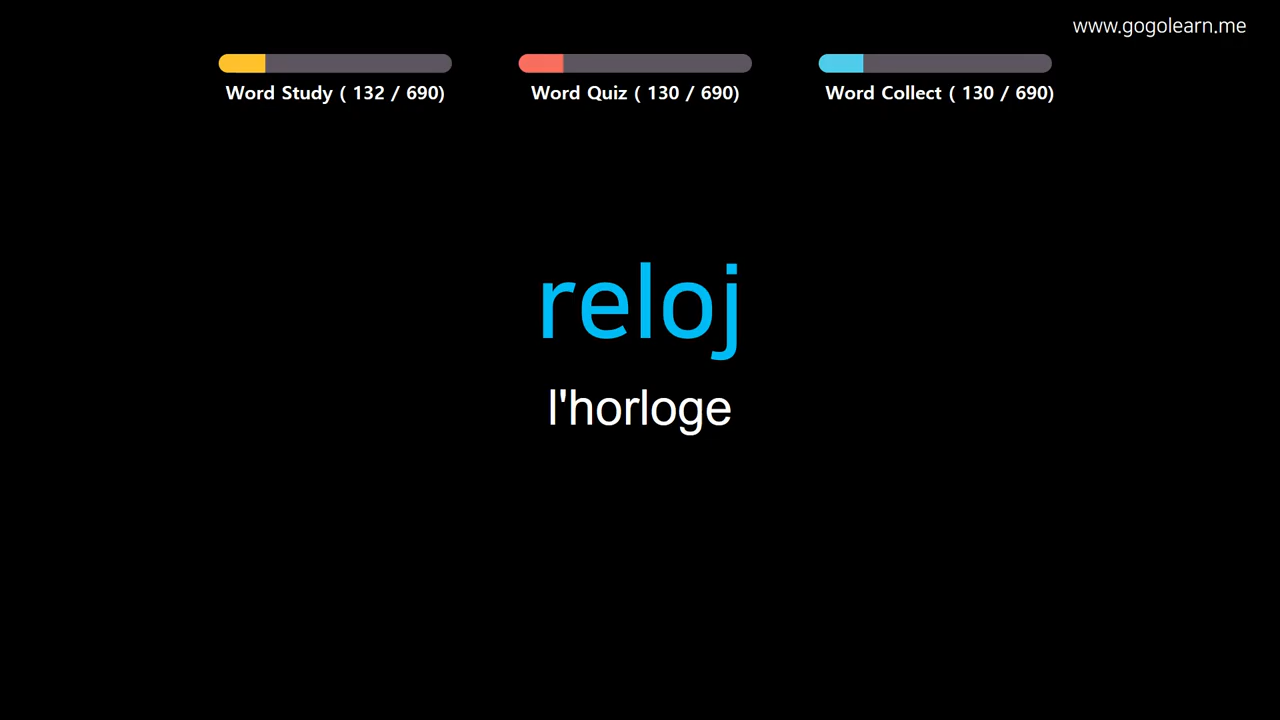 www.gogolearn.me
Word Study ( 132 / 690)
Word Quiz ( 130 / 690)
Word Collect ( 130 / 690)
reloj
l'horloge